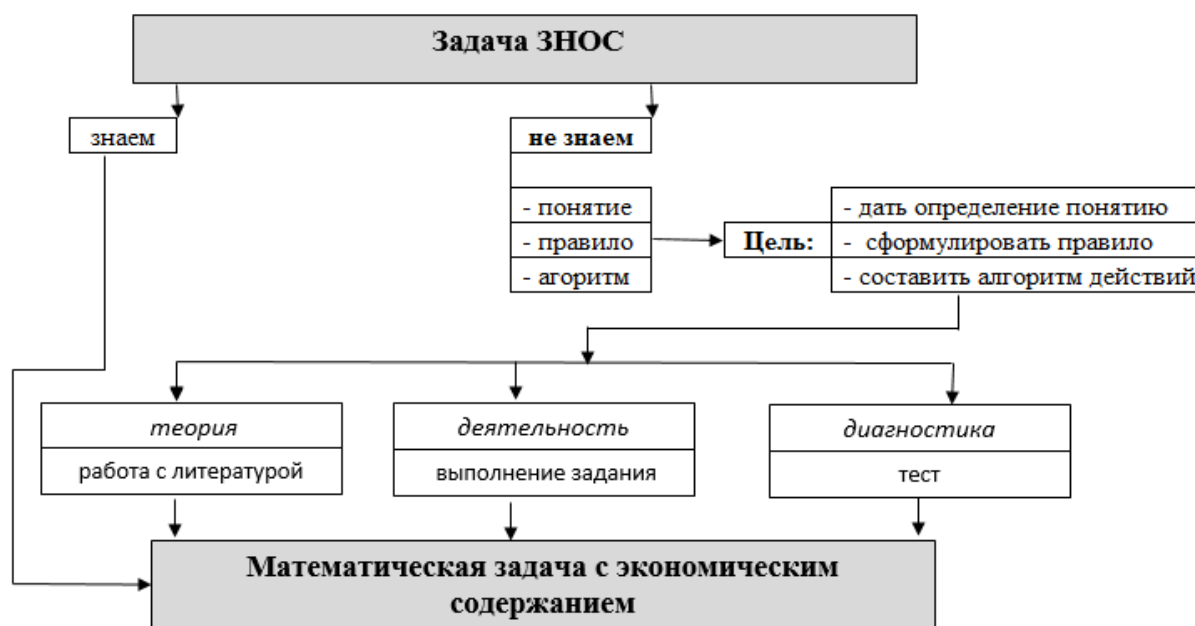 Задача ЗНОС
знаем
не знаем
- понятие
- правило
- агоритм
Цель:
- дать определение понятию
- сформулировать правило
- составить алгоритм действий
теория
работа с литературой
деятельность
выполнение задания
диагностика
тест
Математическая задача с экономическим
содержанием